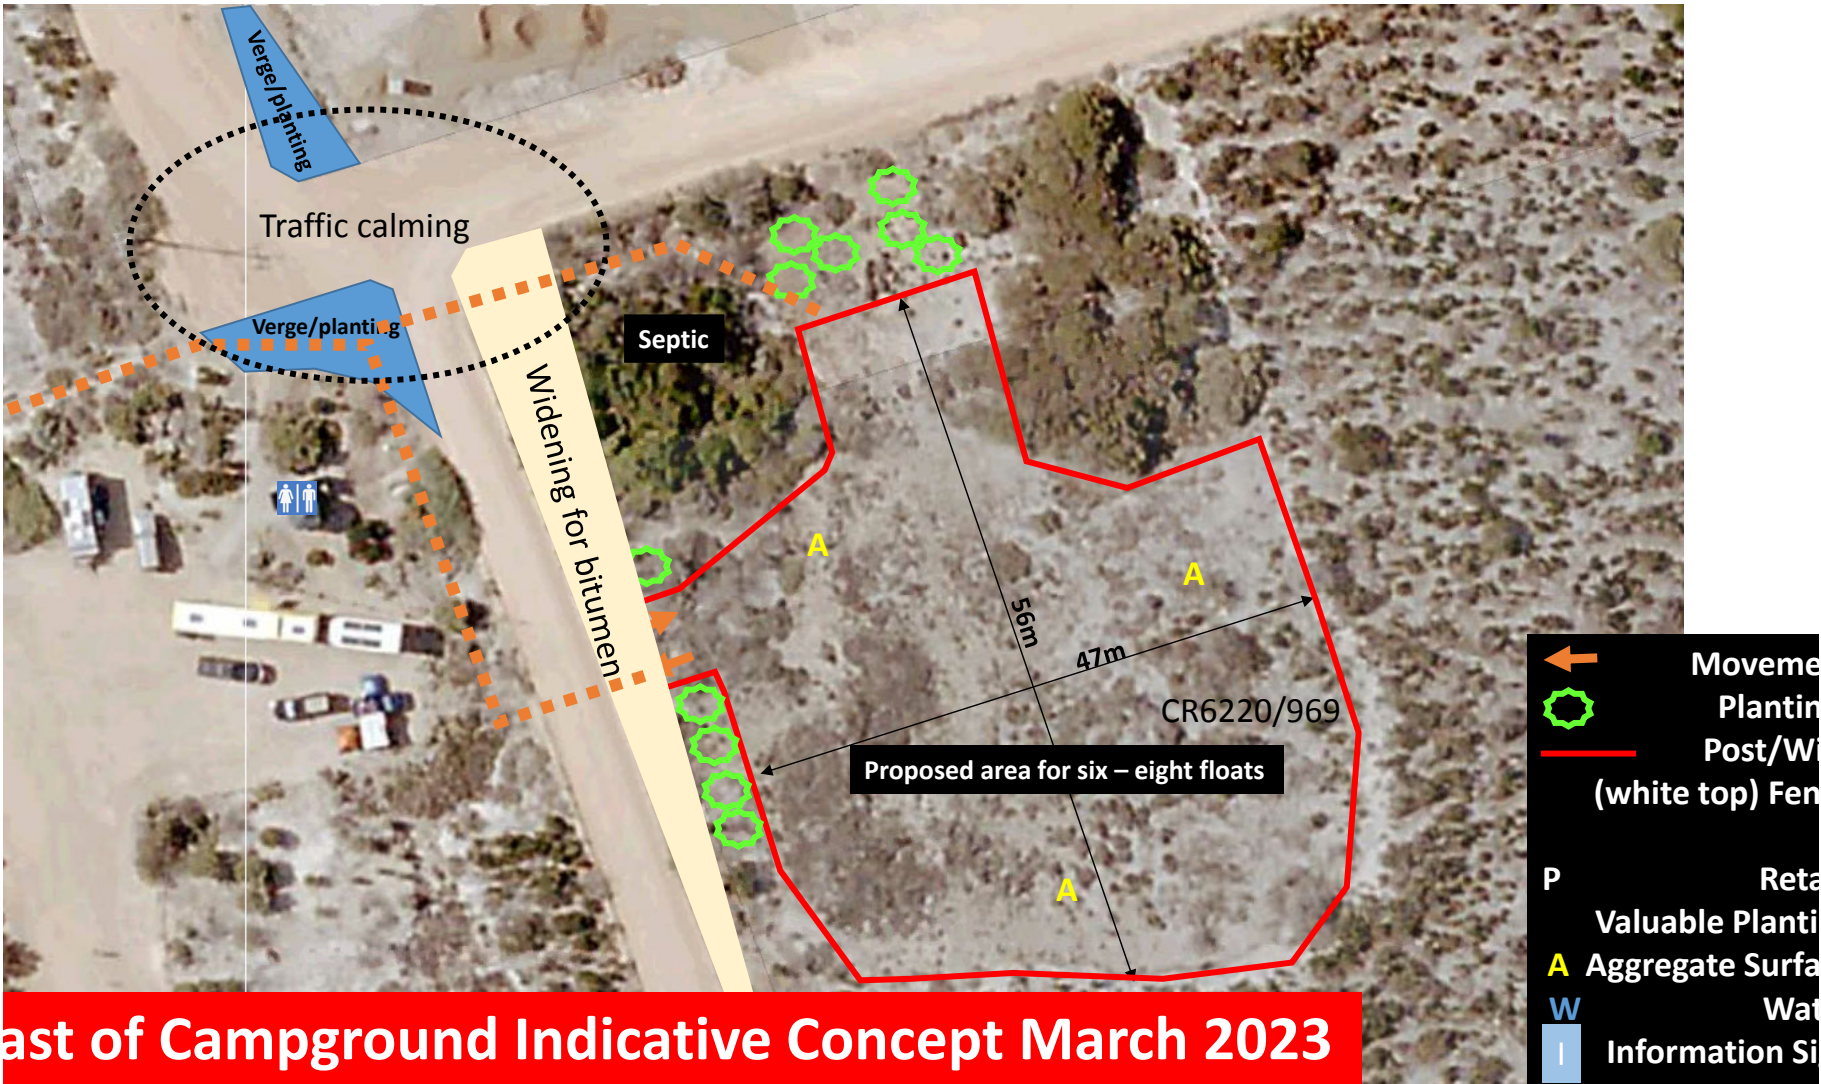 Verge/planting
Traffic calming
Verge/planting
Septic
Widening for bitumen
A
A
56m
47m
CR6220/969
Proposed area for six – eight floats
A
Moveme
Plantin
Post/Wi
(white top) Fen
P Reta
Valuable Planti
A Aggregate Surfa
W Wat
I Information Si
ast of Campground Indicative Concept March 2023